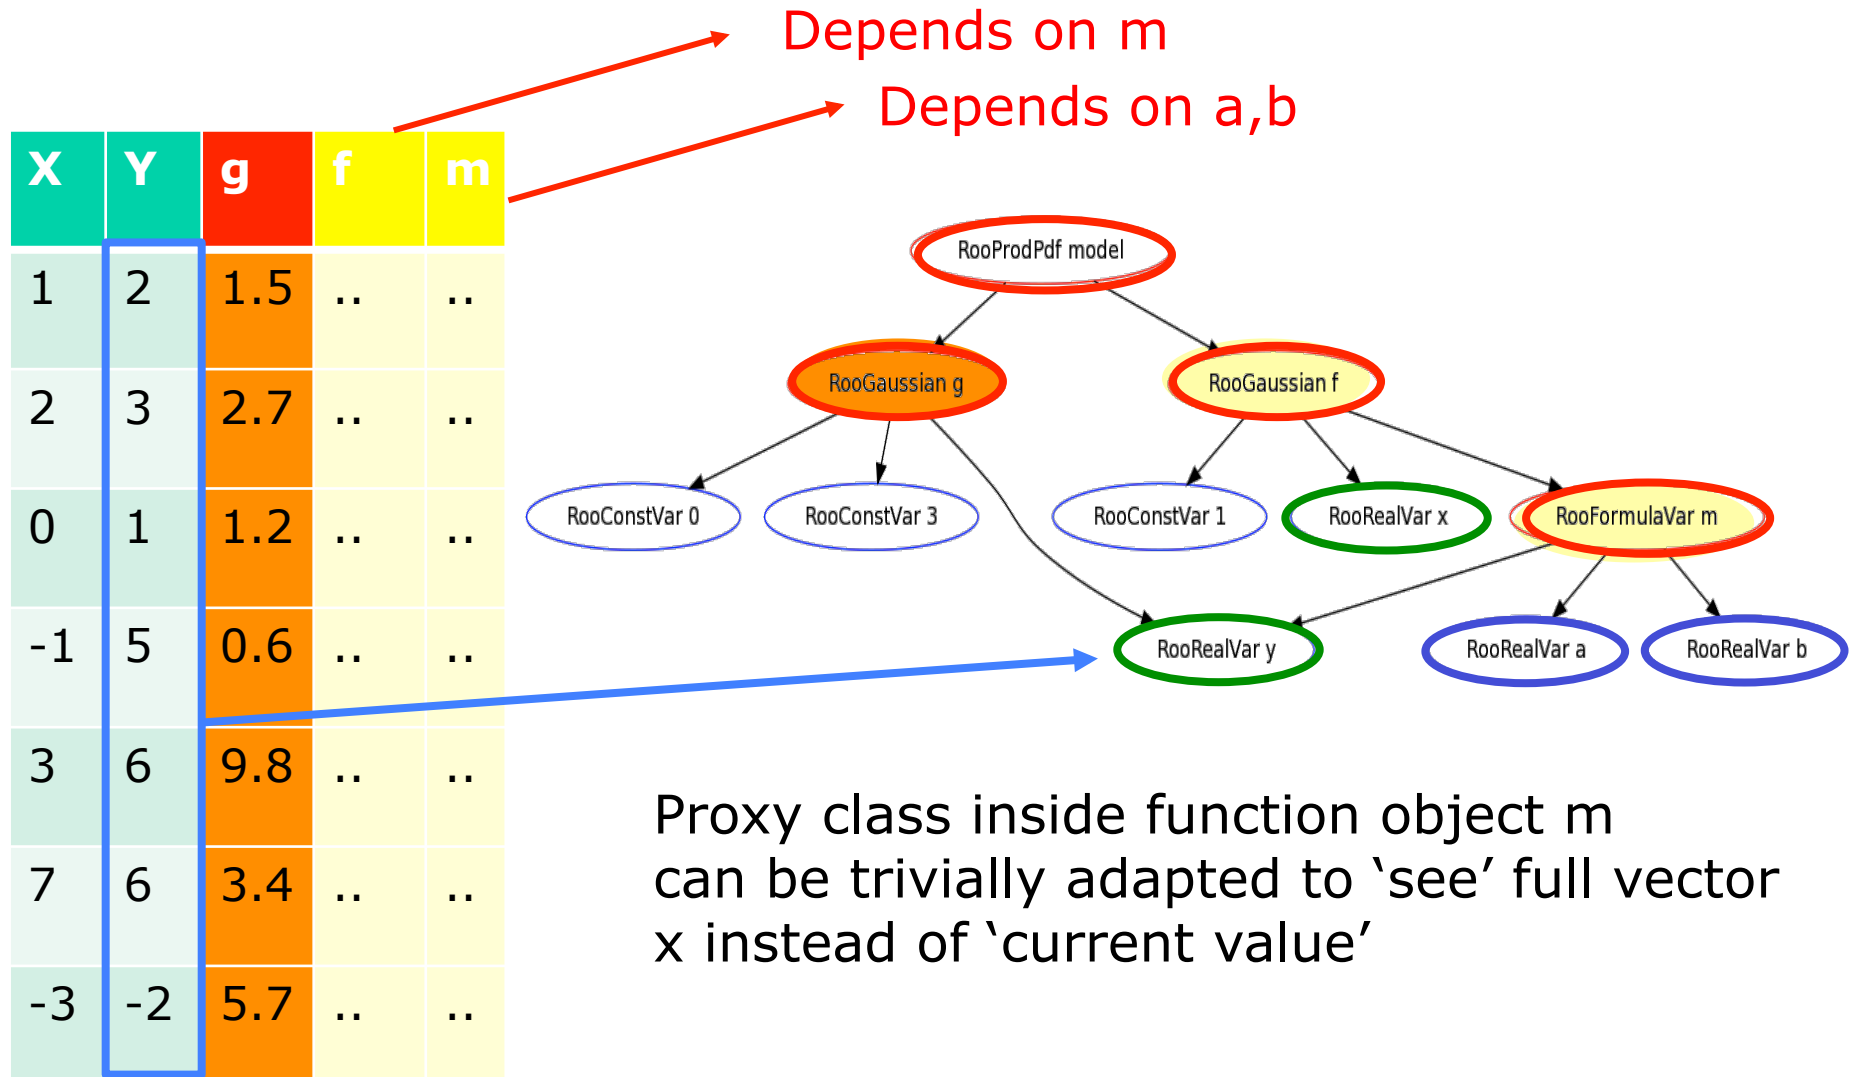 Depends on m
Depends on a,b
X Y g f m
1 2 1.5 .. ..
2 3 2.7 .. ..
0 1 1.2 .. ..
-1 5 0.6 .. ..
3 6 9.8 .. ..
7 6 3.4 .. ..
-3 -2 5.7 .. ..
RooProdPdf model
RooGaussian g RooGaussian f
RooConstVar 0 RooConstVar 3 RooConstVar 1 RooRealVar x RooFormulaVar m
RooRealVar y RooRealVar a RooRealVar b
Proxy class inside function object m
can be trivially adapted to ‘see’ full vector
x instead of ‘current value’